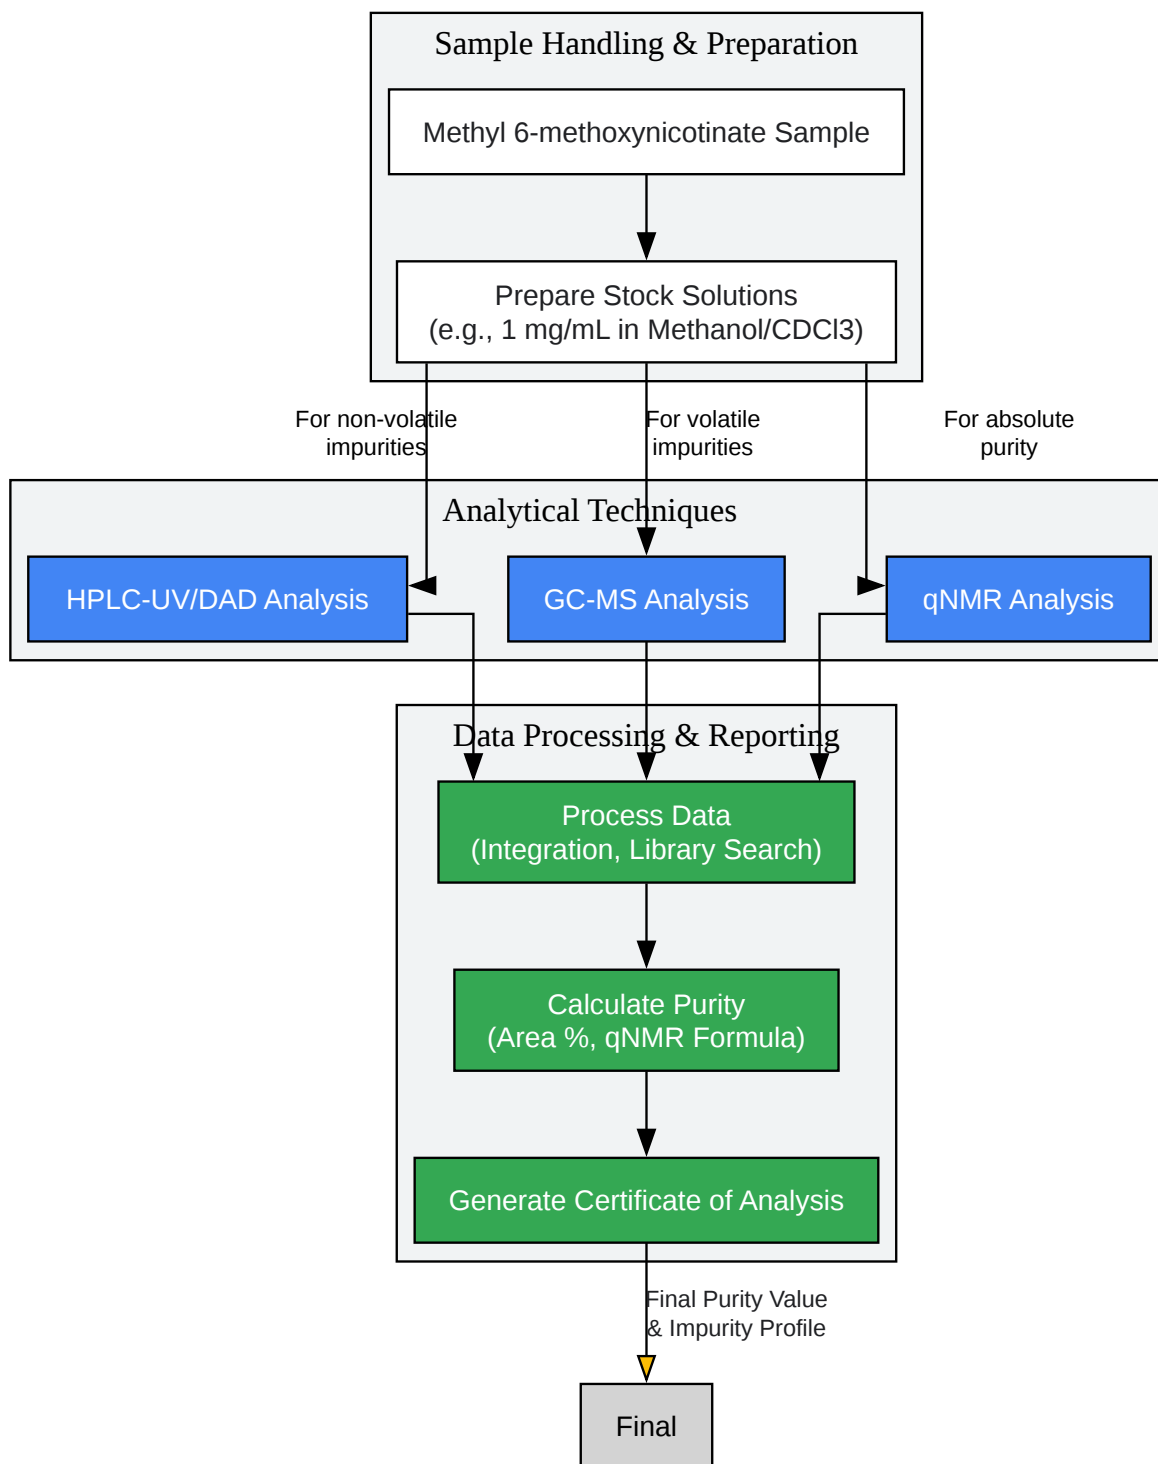 Sample Handling & Preparation
Methyl 6-methoxynicotinate Sample
Prepare Stock Solutions
(e.g., 1 mg/mL in Methanol/CDCl3)
For non-volatile
impurities
For volatile
impurities
For absolute
purity
Analytical Techniques
HPLC-UV/DAD Analysis
GC-MS Analysis
qNMR Analysis
Data Processing & Reporting
Process Data
(Integration, Library Search)
Calculate Purity
(Area %, qNMR Formula)
Generate Certificate of Analysis
Final Purity Value
& Impurity Profile
Final